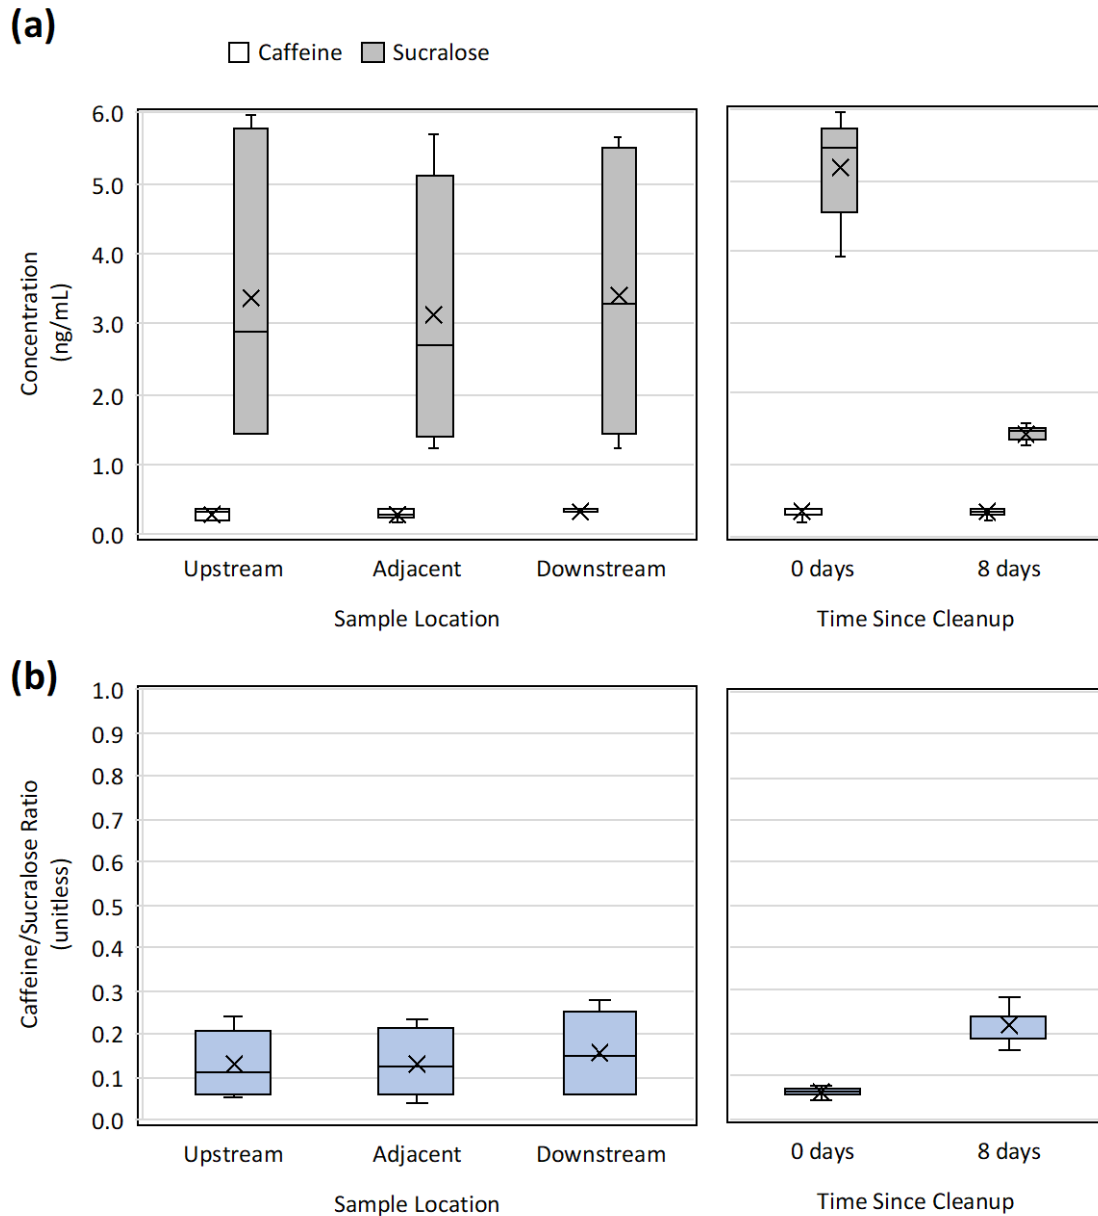 (a)
Caffeine Sucralose
6.0
5.0
4.0
3.0
2.0
1.0
0.0
Concentration
(ng/mL)
Upstream Adjacent Downstream
Sample Location
0 days 8 days
Time Since Cleanup
(b)
1.0
0.9
0.8
0.7
0.6
0.5
0.4
0.3
0.2
0.1
0.0
Caffeine/Sucralose Ratio
(unitless)
Upstream Adjacent Downstream
Sample Location
0 days 8 days
Time Since Cleanup